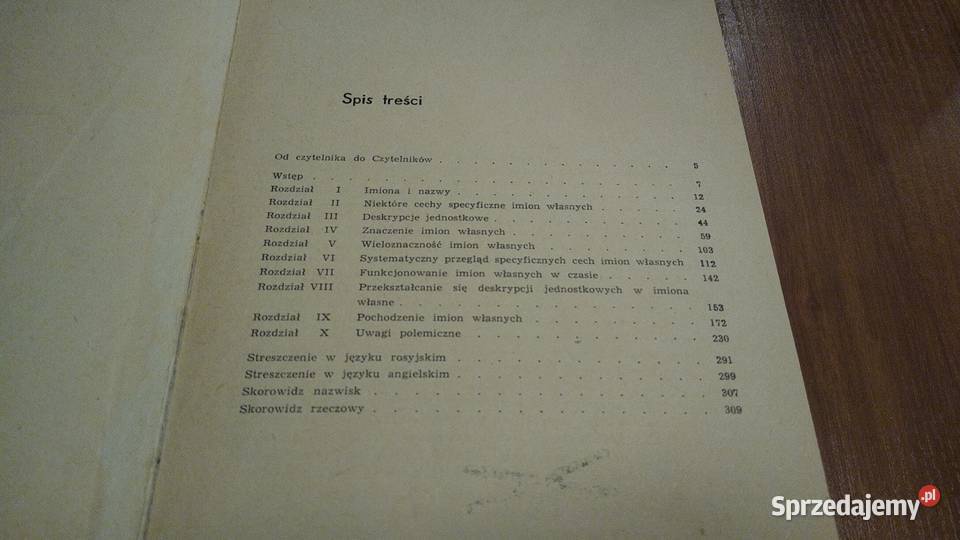 Spis treści
Od czytelnika do Czytelników . . . . . . . . . . . . . . . 5
Wstęp . . . . . . . . . . . . . . . . . . . 7
Rozdział I Imiona i nazwy . . . . . . . . . . . . 12
Rozdział II Niektóre cechy specyficzne imion własnych . . . . . 24
Rozdział III Deskrypcje jednostkowe . . . . . . . . . . 44
Rozdział IV Znaczenie imion własnych . . . . . . . . . 59
Rozdział V Wieloznaczność imion własnych . . . . . . . . 103
Rozdział VI Systematyczny przegląd specyficznych cech imion własnych 112
Rozdział VII Funkcjonowanie imion własnych w czasie . . . . . 142
Rozdział VIII Przekształcanie się deskrypcji jednostkowych w imiona
własne . . . . . . . . . . . . . . 153
Rozdział IX Pochodzenie imion własnych . . . . . . . . 172
Rozdział X Uwagi polemiczne . . . . . . . . . . 230
Streszczenie w języku rosyjskim . . . . . . . . . . . 291
Streszczenie w języku angielskim . . . . . . . . . . . 299
Skorowidz nazwisk . . . . . . . . . . . . . . . 307
Skorowidz rzeczowy . . . . . . . . . . . . . . . 309
Sprzedajemy.pl